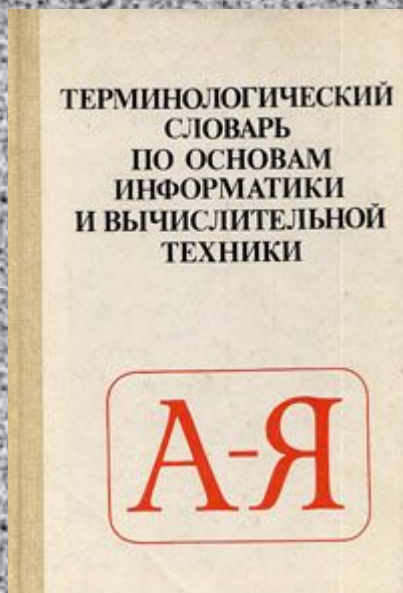 ТЕРМИНОЛОГИЧЕСКИЙ
СЛОВАРЬ
ПО ОСНОВАМ
ИНФОРМАТИКИ
И ВЫЧИСЛИТЕЛЬНОЙ
ТЕХНИКИ
А-Я